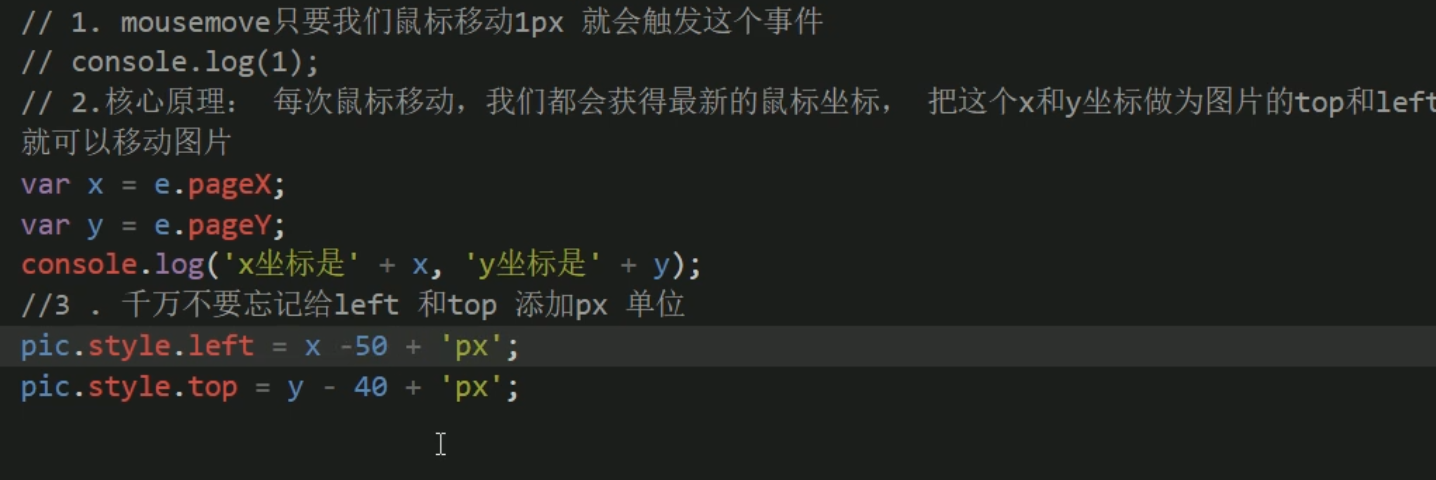 // 1. mousemove只要我们鼠标移动1px 就会触发这个事件
// console.log(1);
// 2.核心原理： 每次鼠标移动，我们都会获得最新的鼠标坐标， 把这个x和y坐标做为图片的top和left
就可以移动图片
var x = e.pageX;
var y = e.pageY;
console.log('x坐标是' + x, 'y坐标是' + y);
//3 . 千万不要忘记给left 和top 添加px 单位
pic.style.left = x -50 + 'px';
pic.style.top = y - 40 + 'px';